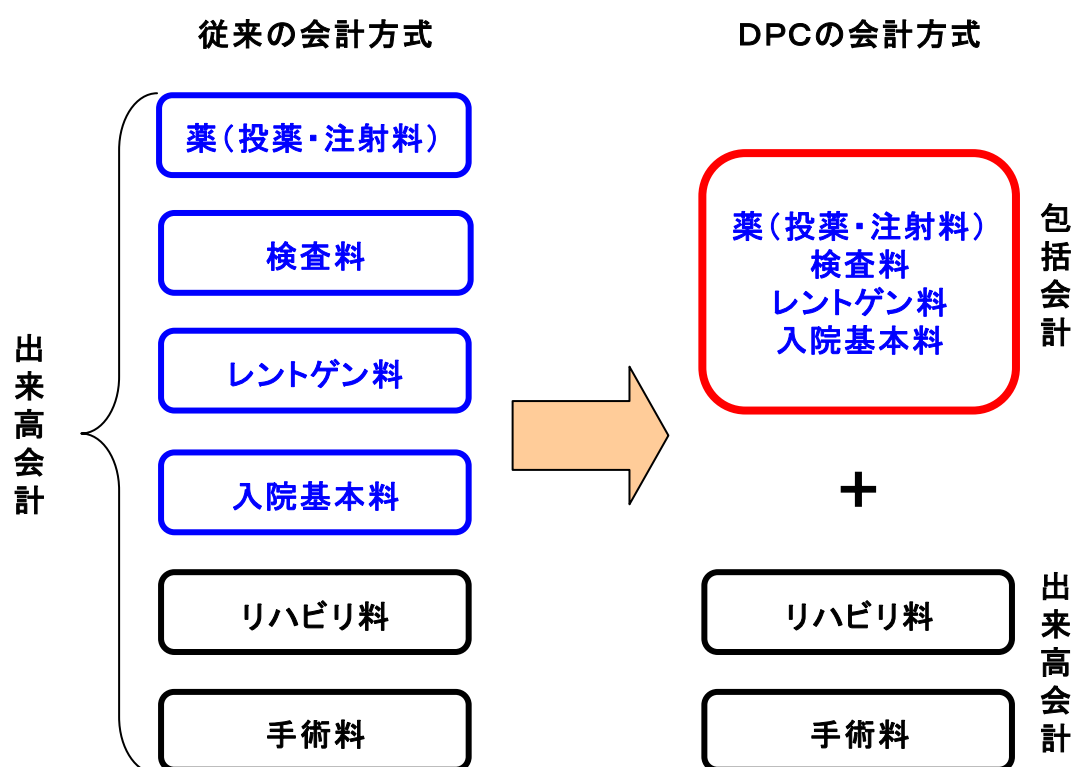 従来の会計方式
薬(投薬・注射料)
検査料
レントゲン料
入院基本料
リハビリ料
手術料
出来高会計
DPCの会計方式
薬(投薬・注射料)
検査料
レントゲン料
入院基本料
包括会計
+
リハビリ料
手術料
出来高会計